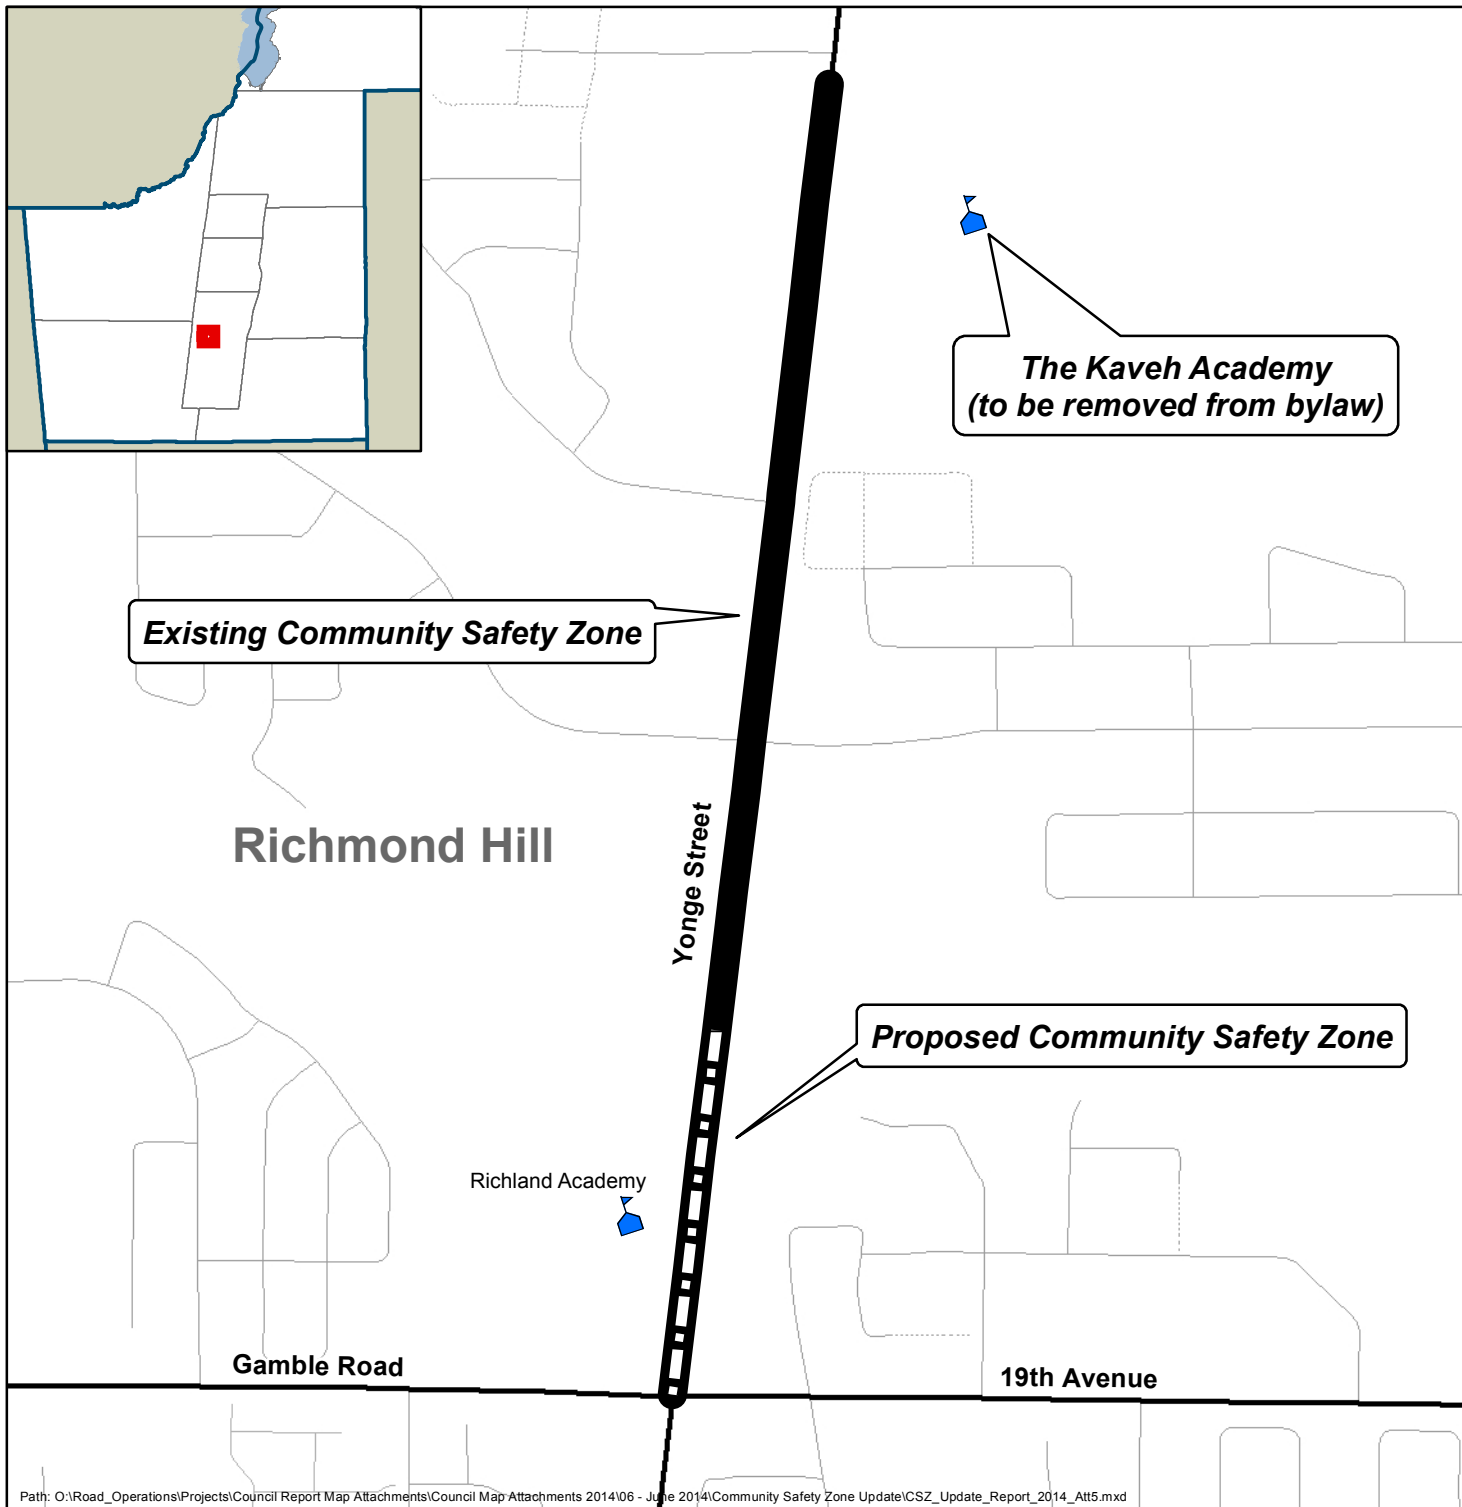 The Kaveh Academy
(to be removed from bylaw)
Existing Community Safety Zone
Richmond Hill
Yonge Street
Proposed Community Safety Zone
Richland Academy
Gamble Road
19th Avenue
Path: O:\Road_Operations\Projects\Council Report Map Attachments\Council Map Attachments 2014\06 - June 2014\Community Safety Zone Update\CSZ_Update_Report_2014_Att5.mxd